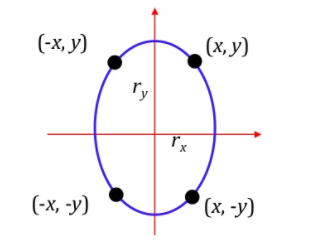 (-x, y)
(x, y)
r_y
r_x
(-x, -y)
(x, -y)